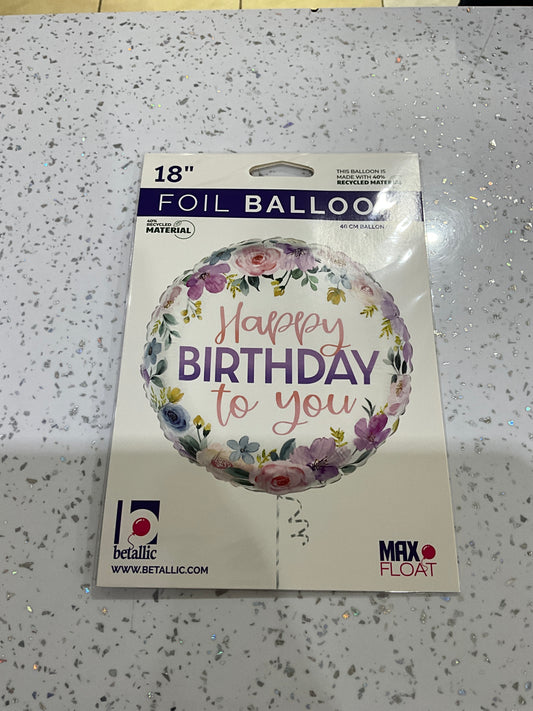 18"
THIS BALLOON IS
MADE WITH 40%
RECYCLED MATERIAL
FOIL BALLOON
40%
RECYCLED
MATERIAL
46 CM BALLON
Happy
BIRTHDAY
to you
betallic
WWW.BETALLIC.COM
MAX
FLOAT